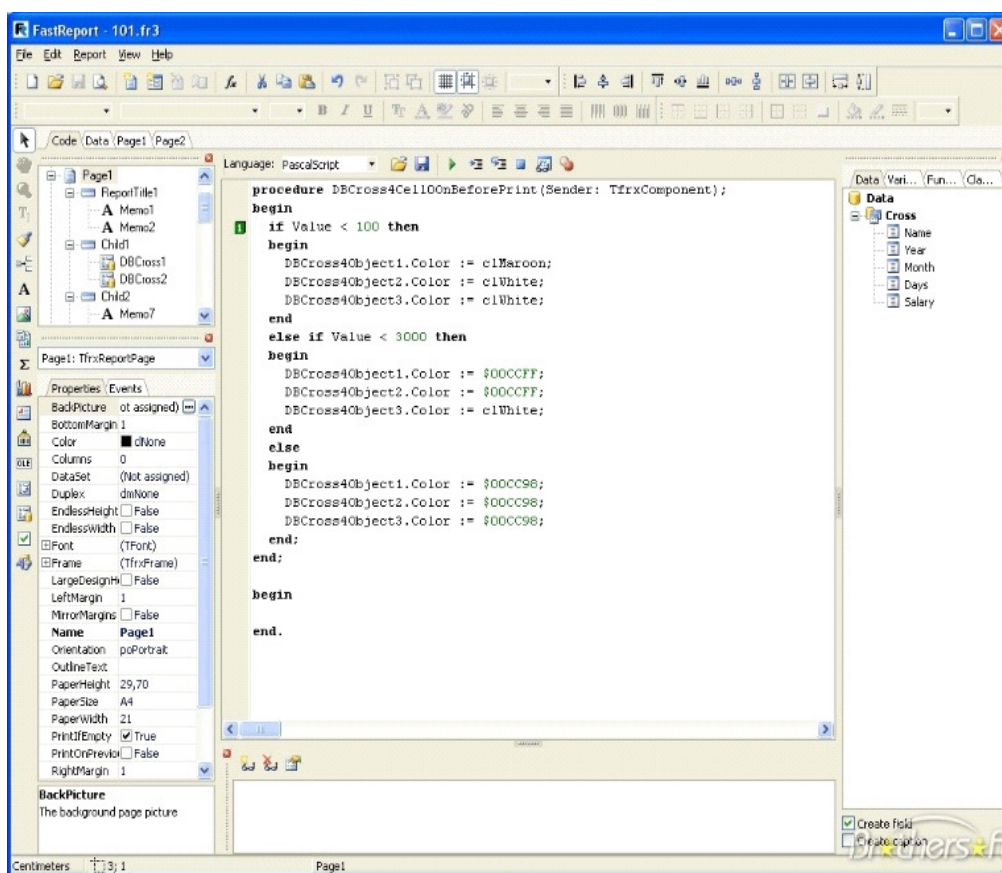 FastReport - 101.fr3
File Edit Report View Help
Code Data Page1 Page2
Page1
ReportTitle1
A Memo1
A Memo2
Child1
DBCross1
DBCross2
Child2
A Memo7
Page1: TfrxReportPage
Properties Events
BackPicture ot assigned)
BottomMargin 1
Color clNone
Columns 0
DataSet (Not assigned)
Duplex dmNone
EndlessHeight False
EndlessWidth False
Font (TFont)
Frame (TfrxFrame)
LargeDesignH False
LeftMargin 1
MirrorMargins False
Name Page1
Orientation poPortrait
OutlineText
PaperHeight 29,70
PaperSize A4
PaperWidth 21
PrintIfEmpty True
PrintOnPrevio False
RightMargin 1
BackPicture
The background page picture
Language: PascalScript
procedure DBCross4Cell0OnBeforePrint(Sender: TfrxComponent);
begin
1 if Value < 100 then
begin
DBCross4Object1.Color := clMaroon;
DBCross4Object2.Color := clWhite;
DBCross4Object3.Color := clWhite;
end
else if Value < 3000 then
begin
DBCross4Object1.Color := $00CCFF;
DBCross4Object2.Color := $00CCFF;
DBCross4Object3.Color := clWhite;
end
else
begin
DBCross4Object1.Color := $00CC98;
DBCross4Object2.Color := $00CC98;
DBCross4Object3.Color := $00CC98;
end;
end;
begin
end.
Data Vari... Fun... Cla...
Data
Cross
Name
Year
Month
Days
Salary
Create field
Create caption
Centimeters 3; 1 Page1